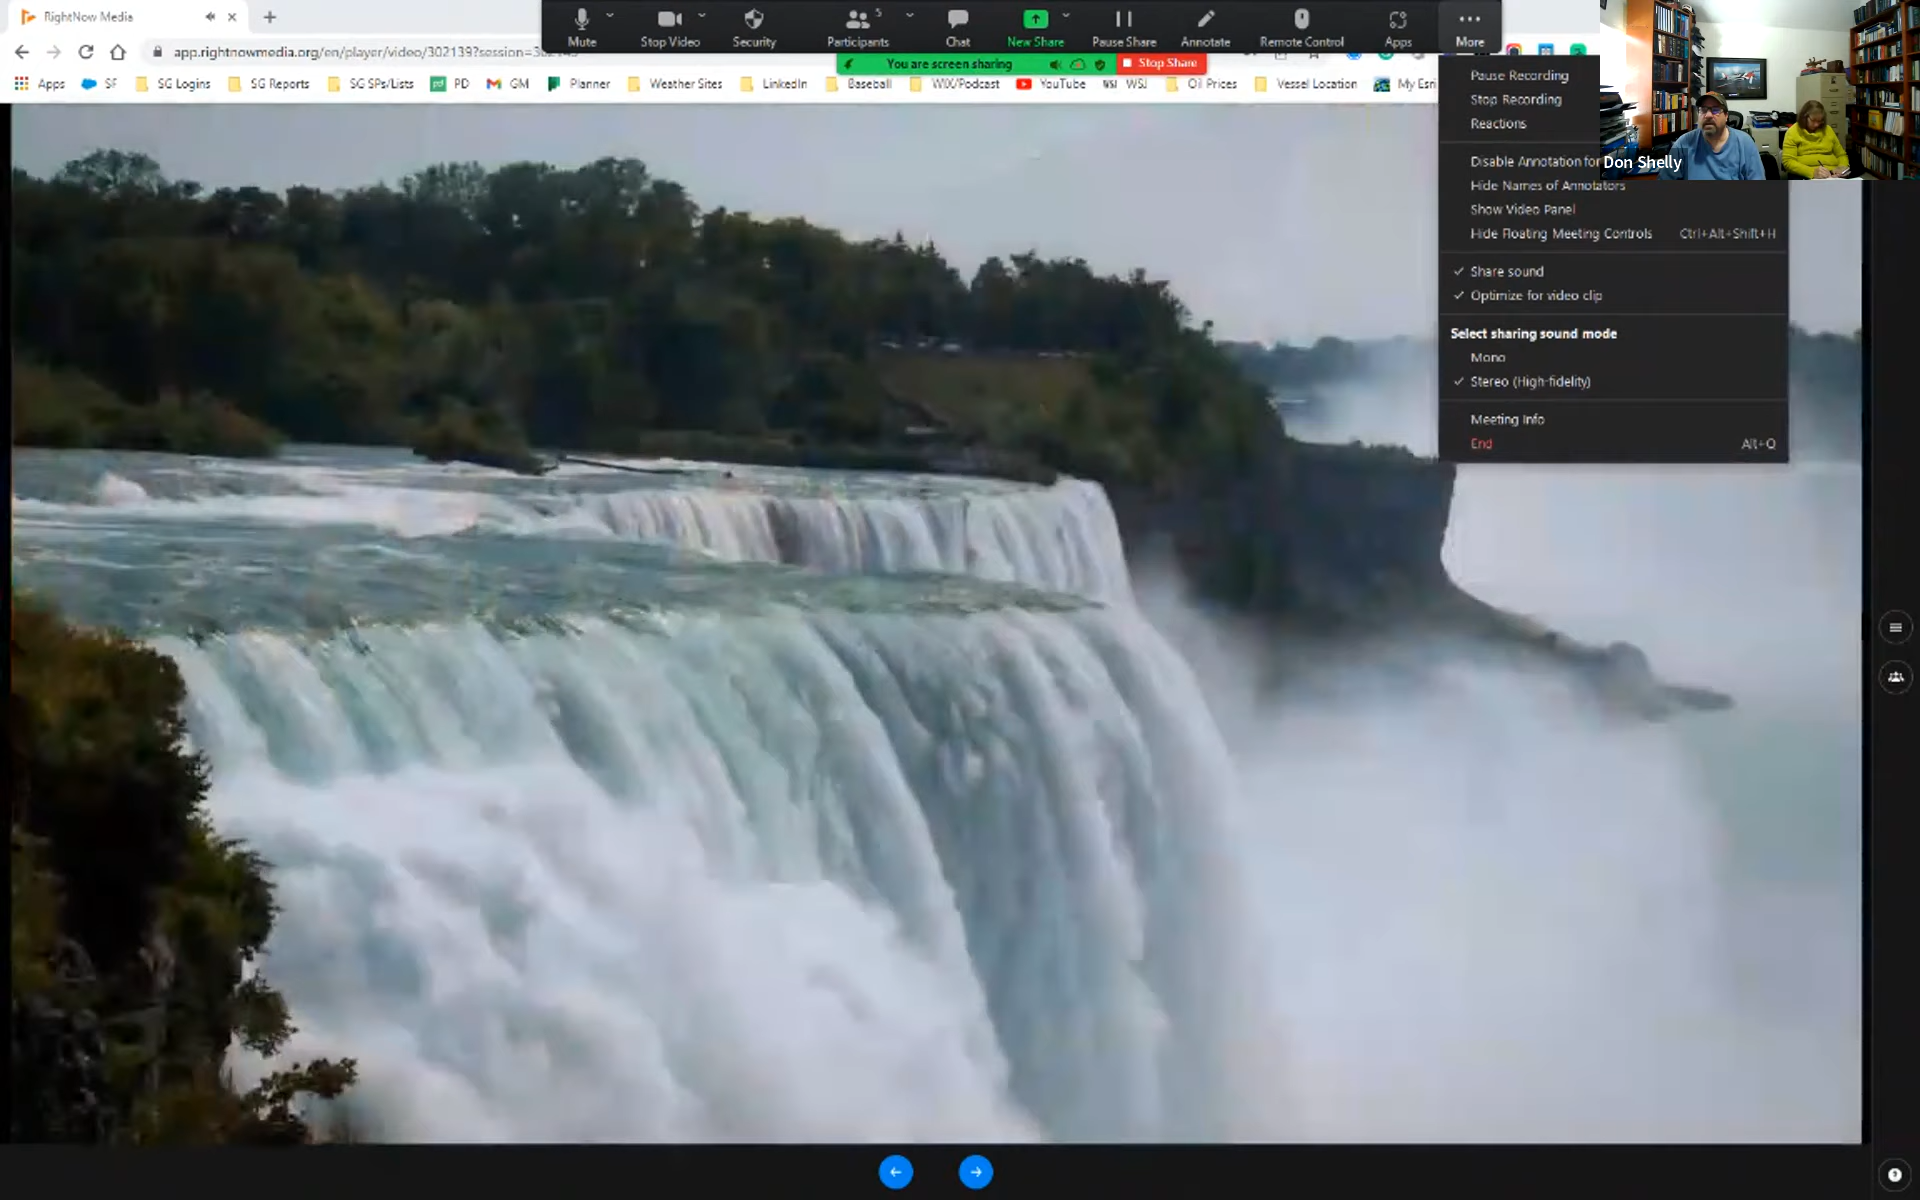 RightNow Media
app.rightnowmedia.org/en/player/video/302139?session=
Mute
Stop Video
Security
Participants
5
Chat
New Share
Pause Share
Annotate
Remote Control
Apps
More
You are screen sharing
Stop Share
Apps
SF
SG Logins
SG Reports
SG SPs/Lists
PD
GM
Planner
Weather Sites
LinkedIn
Baseball
WIX/Podcast
YouTube
WSJ
Oil Prices
Vessel Location
My Esri
Pause Recording
Stop Recording
Reactions
Disable Annotation for
Hide Names of Annotators
Show Video Panel
Hide Floating Meeting Controls Ctrl+Alt+Shift+H
Share sound
Optimize for video clip
Select sharing sound mode
Mono
Stereo (High-fidelity)
Meeting Info
End Alt+Q
Don Shelly